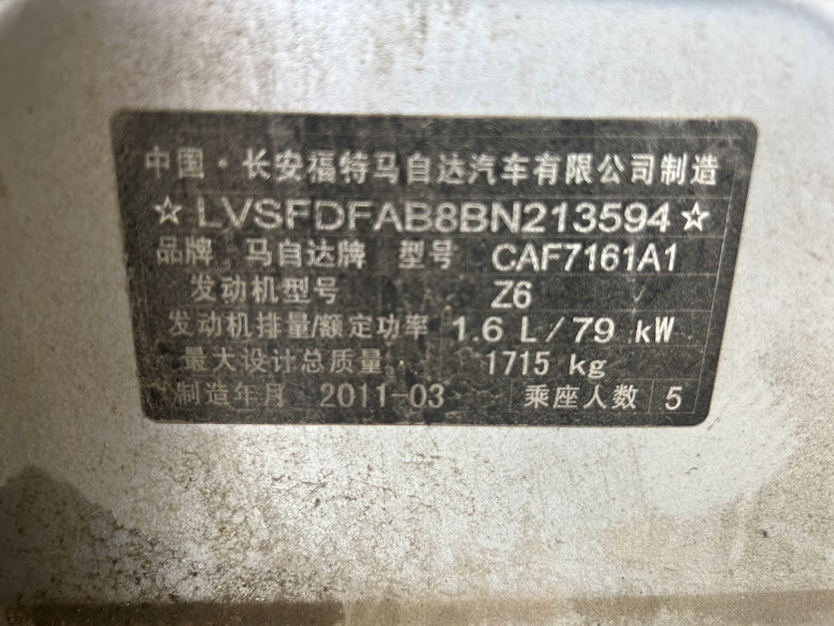 中国·长安福特马自达汽车有限公司制造
☆LVSFDFAB8BN213594☆
品牌 马自达牌 型号 CAF7161A1
发动机型号 Z6
发动机排量/额定功率 1.6 L/79 kW
最大设计总质量 1715 kg
制造年月 2011-03 乘座人数 5